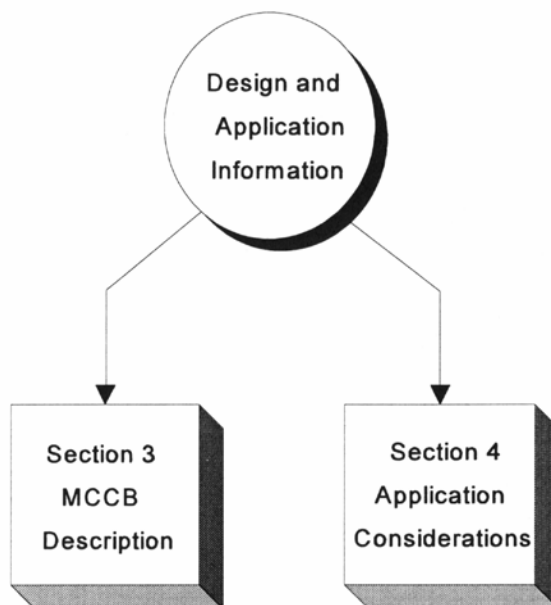 Design and
Application
Information
Section 3
MCCB
Description
Section 4
Application
Considerations